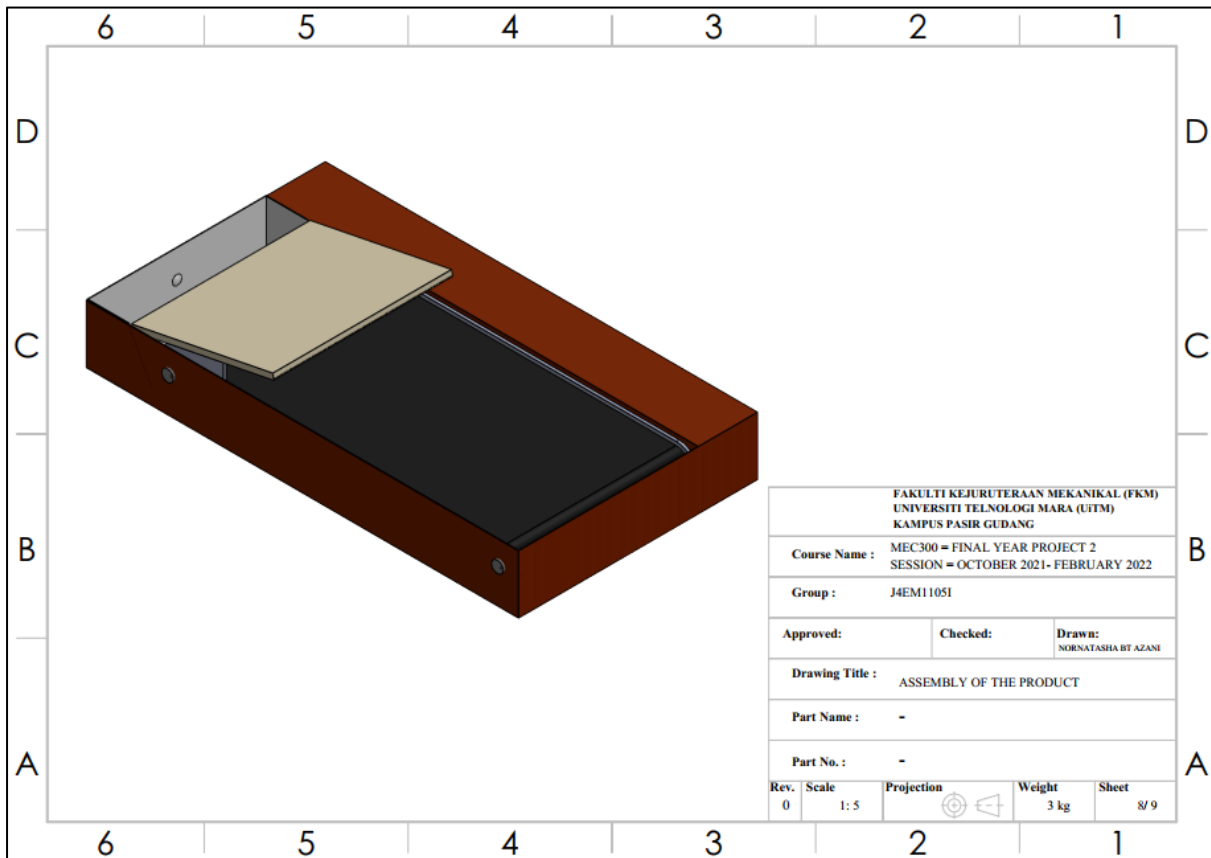 6 5 4 3 2 1
D D
C C
B B
A A
FAKULTI KEJURUTERAAN MEKANIKAL (FKM)
UNIVERSITI TELNOLOGI MARA (UiTM)
KAMPUS PASIR GUDANG
Course Name : MEC300 = FINAL YEAR PROJECT 2
SESSION = OCTOBER 2021- FEBRUARY 2022
Group : J4EM1105I
Approved: Checked: Drawn:
NORNATASHA BT AZANI
Drawing Title : ASSEMBLY OF THE PRODUCT
Part Name : -
Part No. : -
Rev. Scale Projection Weight Sheet
0 1: 5 3 kg 8/ 9
6 5 4 3 2 1